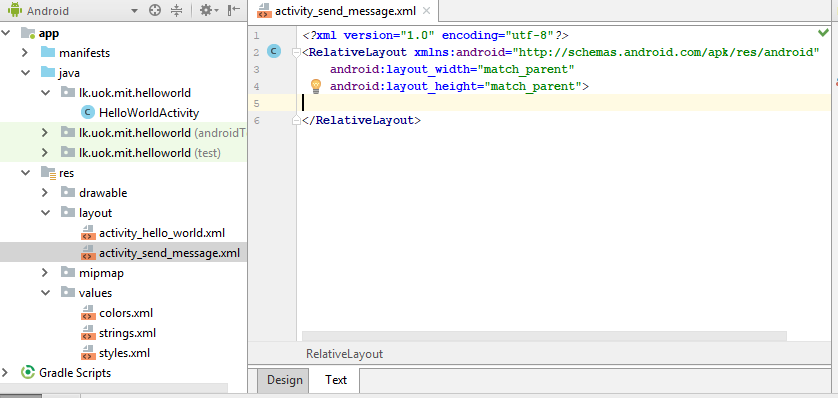 Android
app
manifests
java
lk.uok.mit.helloworld
HelloWorldActivity
lk.uok.mit.helloworld (androidT
lk.uok.mit.helloworld (test)
res
drawable
layout
activity_hello_world.xml
activity_send_message.xml
mipmap
values
colors.xml
strings.xml
styles.xml
Gradle Scripts
activity_send_message.xml
1 <?xml version="1.0" encoding="utf-8"?>
2 <RelativeLayout xmlns:android="http://schemas.android.com/apk/res/android"
3 android:layout_width="match_parent"
4 android:layout_height="match_parent">
5
6 </RelativeLayout>
RelativeLayout
Design Text